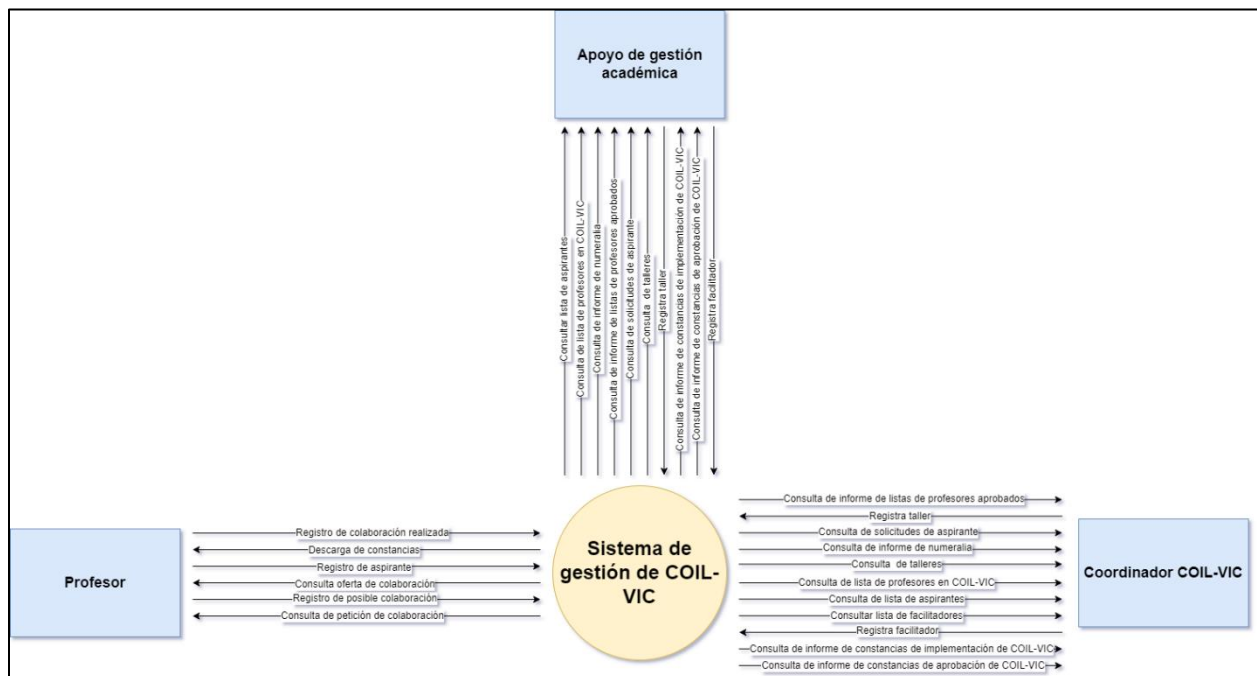 Apoyo de gestión
académica
Consultar lista de aspirantes
Consulta de lista de profesores en COIL-VIC
Consulta de informe de numeralia
Consulta de informe de listas de profesores aprobados
Consulta de solicitudes de aspirante
Consulta de talleres
Registra taller
Consulta de informe de constancias de implementación de COIL-VIC
Consulta de informe de constancias de aprobación de COIL-VIC
Registra facilitador
Profesor
Registro de colaboración realizada
Descarga de constancias
Registro de aspirante
Consulta oferta de colaboración
Registro de posible colaboración
Consulta de petición de colaboración
Sistema de
gestión de COIL-
VIC
Consulta de informe de listas de profesores aprobados
Registra taller
Consulta de solicitudes de aspirante
Consulta de informe de numeralia
Consulta de talleres
Consulta de lista de profesores en COIL-VIC
Consulta de lista de aspirantes
Consultar lista de facilitadores
Registra facilitador
Consulta de informe de constancias de implementación de COIL-VIC
Consulta de informe de constancias de aprobación de COIL-VIC
Coordinador COIL-VIC